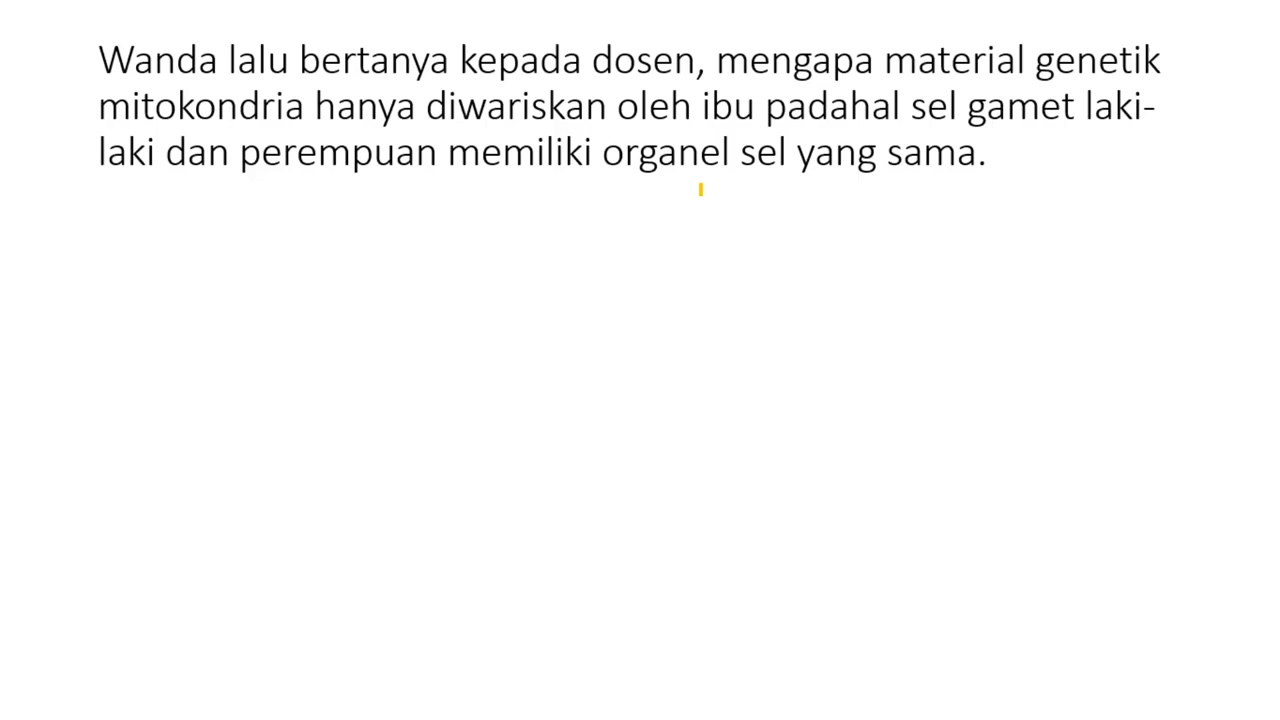 Wanda lalu bertanya kepada dosen, mengapa material genetik
mitokondria hanya diwariskan oleh ibu padahal sel gamet laki-
laki dan perempuan memiliki organel sel yang sama.